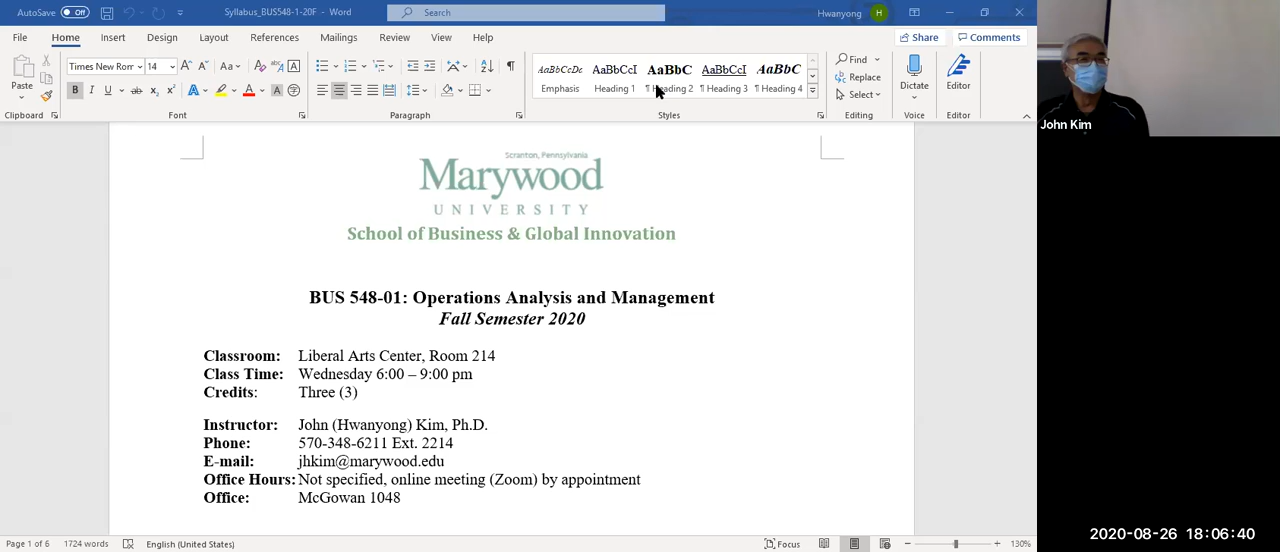 AutoSave Off Syllabus_BUS548-1-20F - Word Search Hwanyong H
File Home Insert Design Layout References Mailings Review View Help Share Comments
Paste Times New Rom 14 Aa AaBbCcDc AaBbCcI AaBbC AaBbCcI AaBbC Find Replace Select Dictate Editor
Emphasis Heading 1 ¶ Heading 2 ¶ Heading 3 ¶ Heading 4
Clipboard Font Paragraph Styles Editing Voice Editor
John Kim
Scranton, Pennsylvania
Marywood
UNIVERSITY
School of Business & Global Innovation
BUS 548-01: Operations Analysis and Management
Fall Semester 2020
Classroom: Liberal Arts Center, Room 214
Class Time: Wednesday 6:00 – 9:00 pm
Credits: Three (3)
Instructor: John (Hwanyong) Kim, Ph.D.
Phone: 570-348-6211 Ext. 2214
E-mail: jhkim@marywood.edu
Office Hours: Not specified, online meeting (Zoom) by appointment
Office: McGowan 1048
Page 1 of 6 1724 words English (United States) Focus 130%
2020-08-26 18:06:40